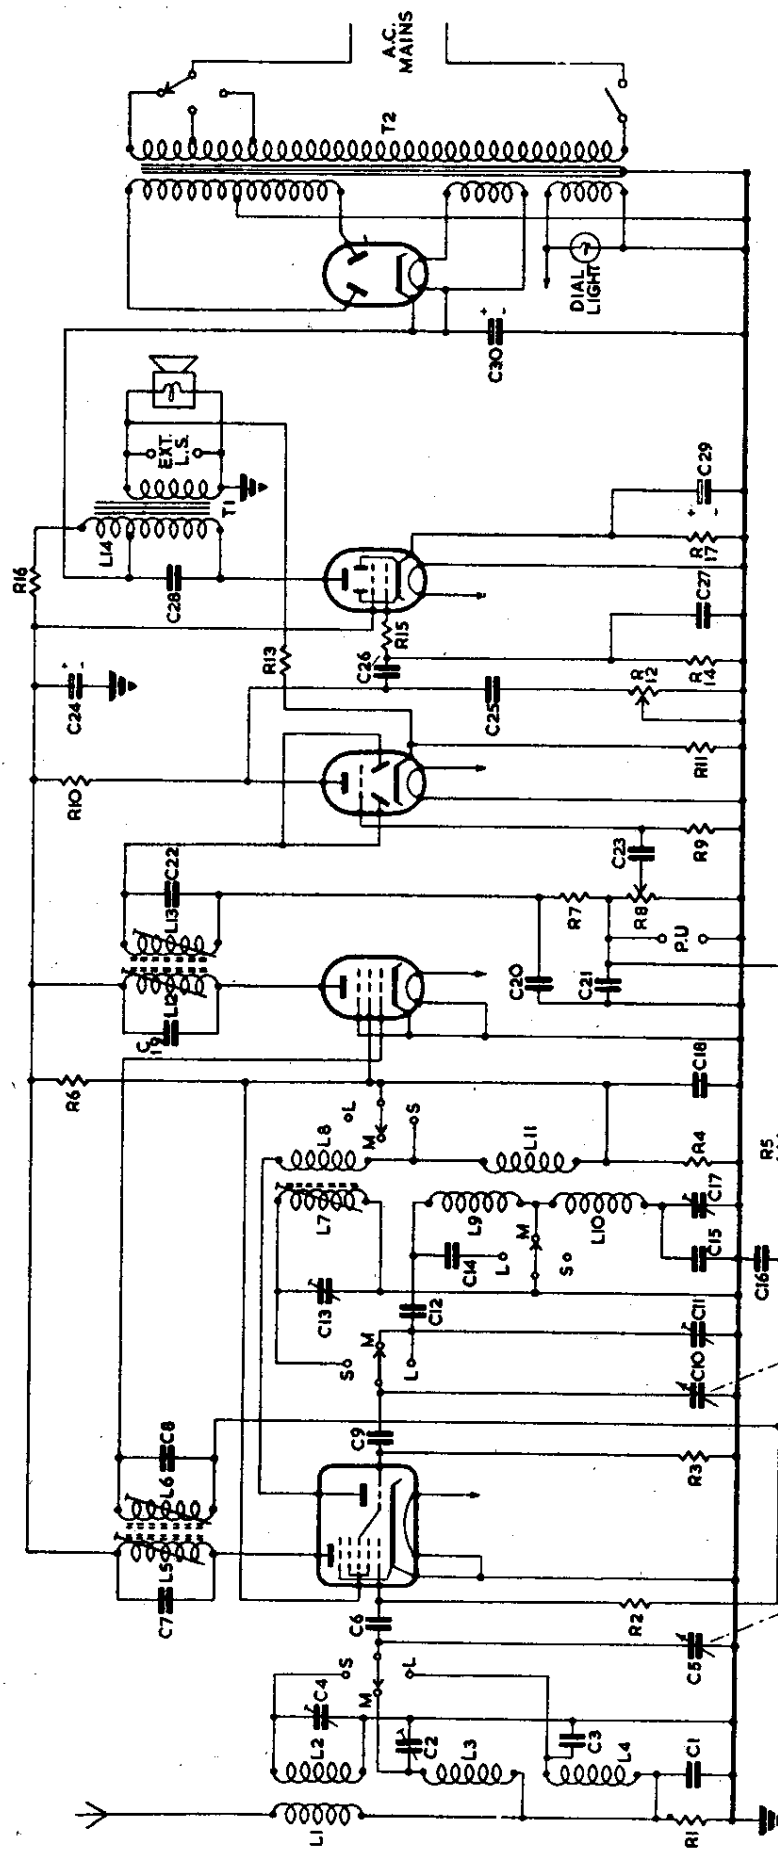 L1
R1
L2
C4
S
M
L
C2
L3
C3
L4
C1
C5
C7
L5
L6
C8
C6
R2
C9
R3
S
M
L
C10
C11
C13
C12
L7
L8
L
M
S
C14
L9
L
M
S
L10
L11
C15
C17
C16
R4
R5
C18
R6
C
19
L12
L13
C22
C20
C21
R7
R8
P.U
C23
R9
R10
R11
C24
+
-
R13
C25
R
12
C26
R15
R
14
C27
R16
C28
L14
T1
EXT.
L.S.
R
17
+
-
C29
C30
+
-
DIAL
LIGHT
T2
A.C.
MAINS